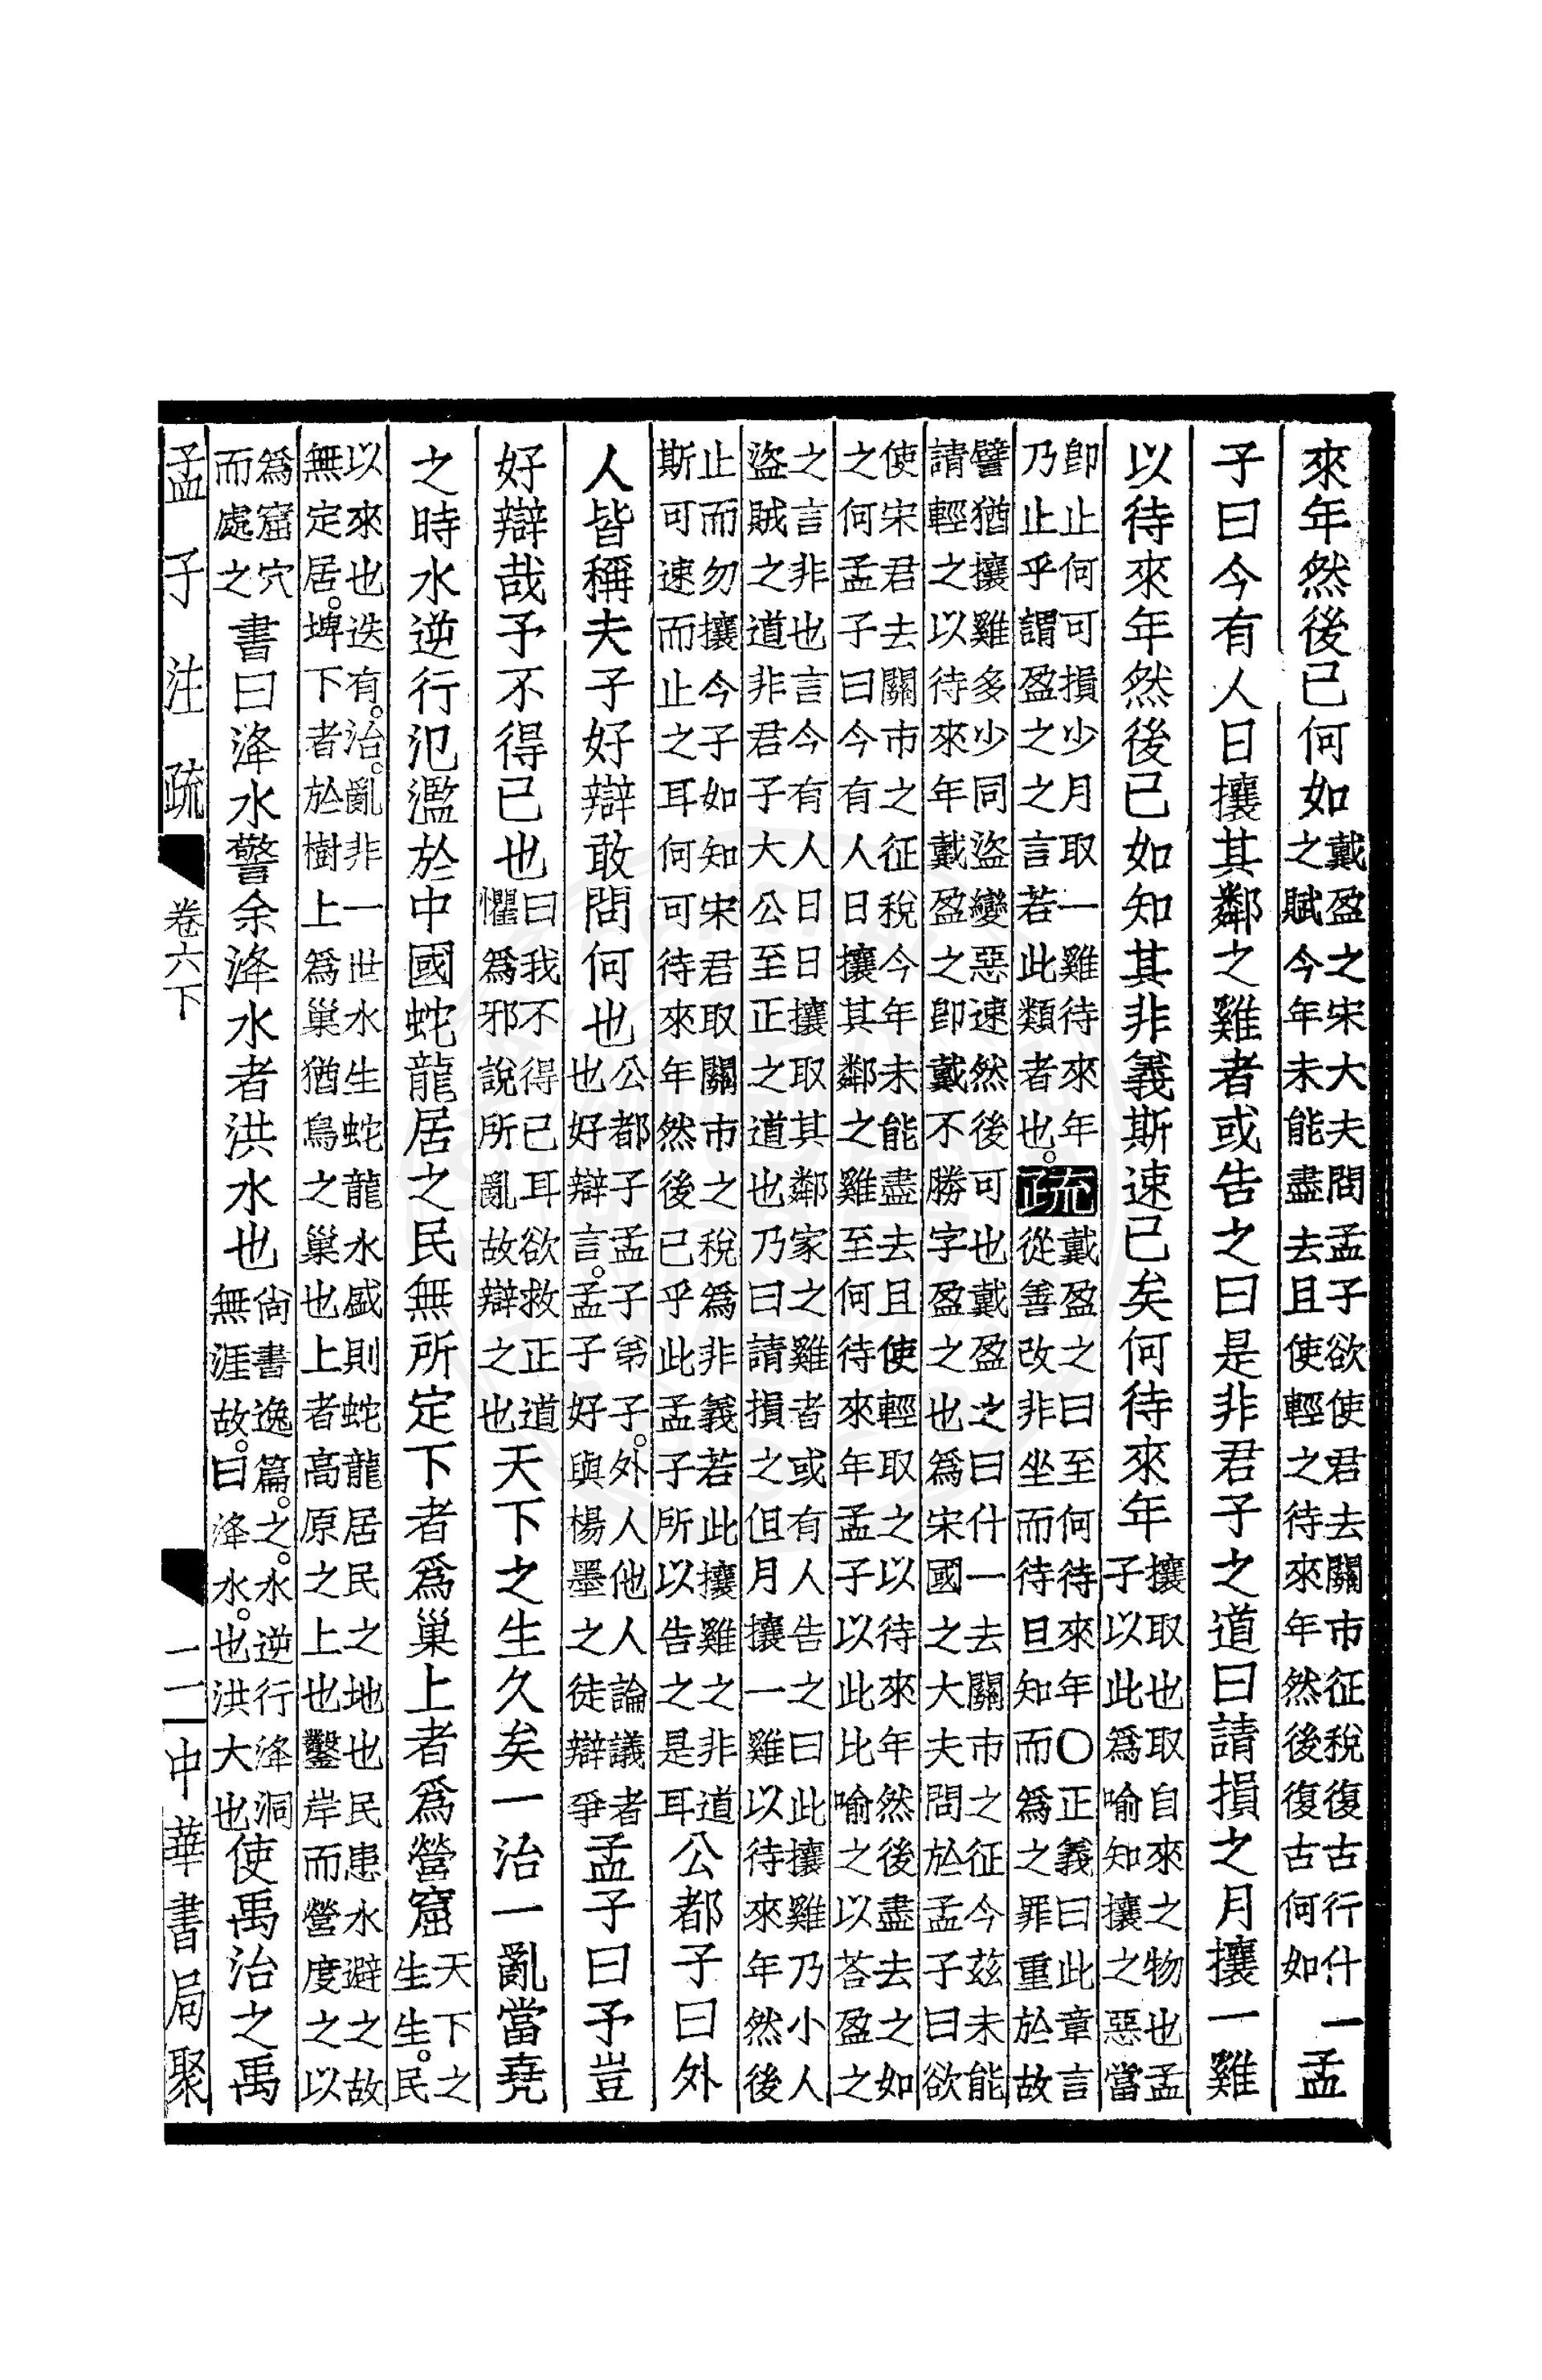 來年然後已何如戴盈之宋大夫問孟子欲使君去關市征稅復古行什一之賦今年未能盡去且使輕之待來年然後復古何如孟
子曰今有人日攘其鄰之雞者或告之曰是非君子之道曰請損之月攘一雞
以待來年然後已如知其非義斯速已矣何待來年攘取也取自來之物也孟子以此爲喻知攘之惡當
卽止何可損少月取一雞待來年乃止乎謂盈之之言若此類者也。疏戴盈之曰至何待來年○正義曰此章言從善改非坐而待旦知而爲之罪重於故
譬猶攘雞多少同盜變惡速然後可也戴盈之曰什一去關市之征今茲未能請輕之以待來年戴盈之卽戴不勝字盈之也爲宋國之大夫問於孟子曰欲
使宋君去關市之征稅今年未能盡去且使輕取之以待來年然後盡去之如之何孟子曰今有人日攘其鄰之雞至何待來年孟子以此比喻之以荅盈之
之言非也言今有人日日攘取其鄰家之雞者或有人告之曰此攘雞乃小人盜賊之道非君子大公至正之道也乃曰請損之但月攘一雞以待來年然後
止而勿攘今子如知宋君取關市之稅爲非義若此攘雞之非道斯可速而止之耳何可待來年然後已乎此孟子所以告之是耳公都子曰外
人皆稱夫子好辯敢問何也公都子孟子弟子。外人他人論議者也好辯言。孟子好與楊墨之徒辯爭孟子曰予豈
好辯哉予不得已也曰我不得已耳欲救正道懼爲邪說所亂故辯之也天下之生久矣一治一亂當堯
之時水逆行氾濫於中國蛇龍居之民無所定下者爲巢上者爲營窟天下之生生。民
以來也迭有。治。亂非一世水生蛇龍水盛則蛇龍居民之地也民患水避之故無定居。埤下者於樹上爲巢猶鳥之巢也上者高原之上也鑿岸而營度之以
爲窟穴而處之書曰洚水警余洚水者洪水也尙書逸篇。之。水逆行洚洞無涯故。曰洚水。也洪大也使禹治之禹
孟子注疏 卷六下 一二 中華書局聚